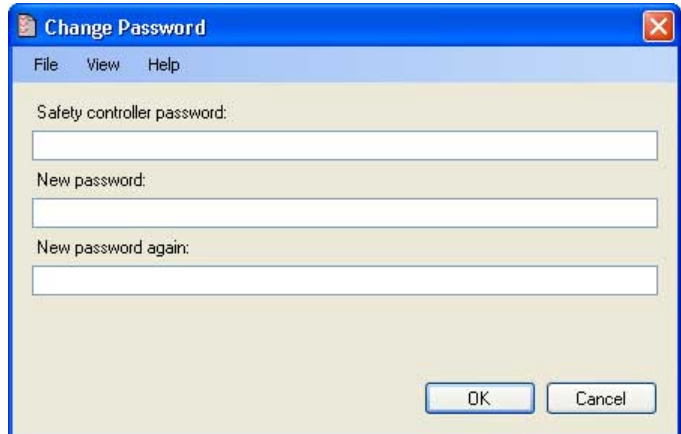 Change Password
File View Help
Safety controller password:
New password:
New password again:
OK Cancel